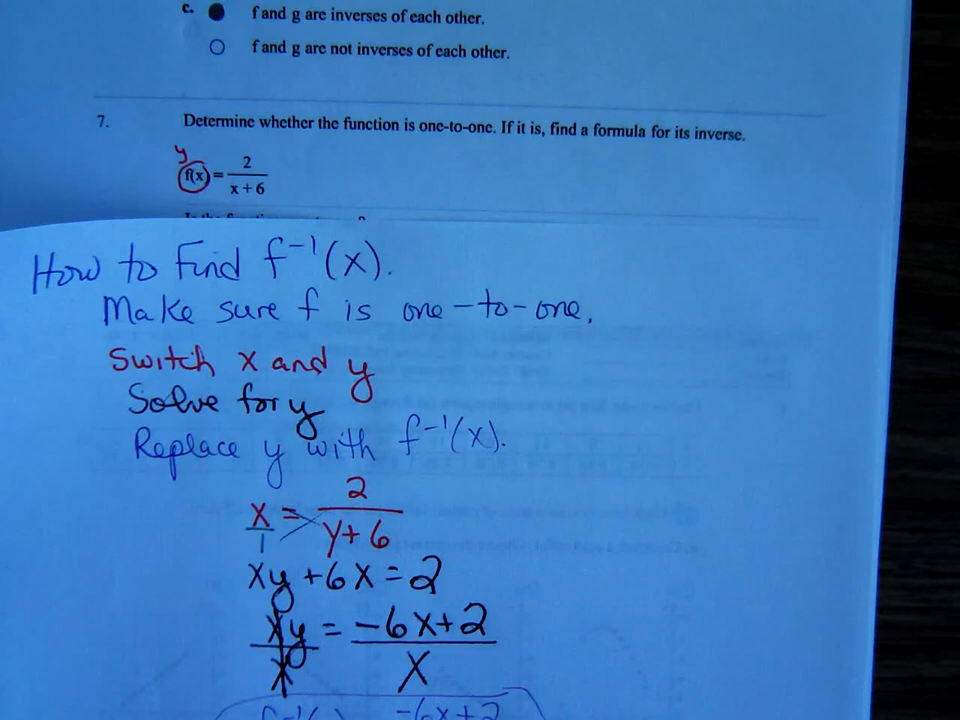 c. f and g are inverses of each other.
f and g are not inverses of each other.
7. Determine whether the function is one-to-one. If it is, find a formula for its inverse.
y
f(x) = 2
x + 6
How to Find f⁻¹(x).
Make sure f is one-to-one.
Switch x and y
Solve for y
Replace y with f⁻¹(x).
x/1 = 2/(y+6)
xy + 6x = 2
xy/x = (-6x+2)/x
-6x+2